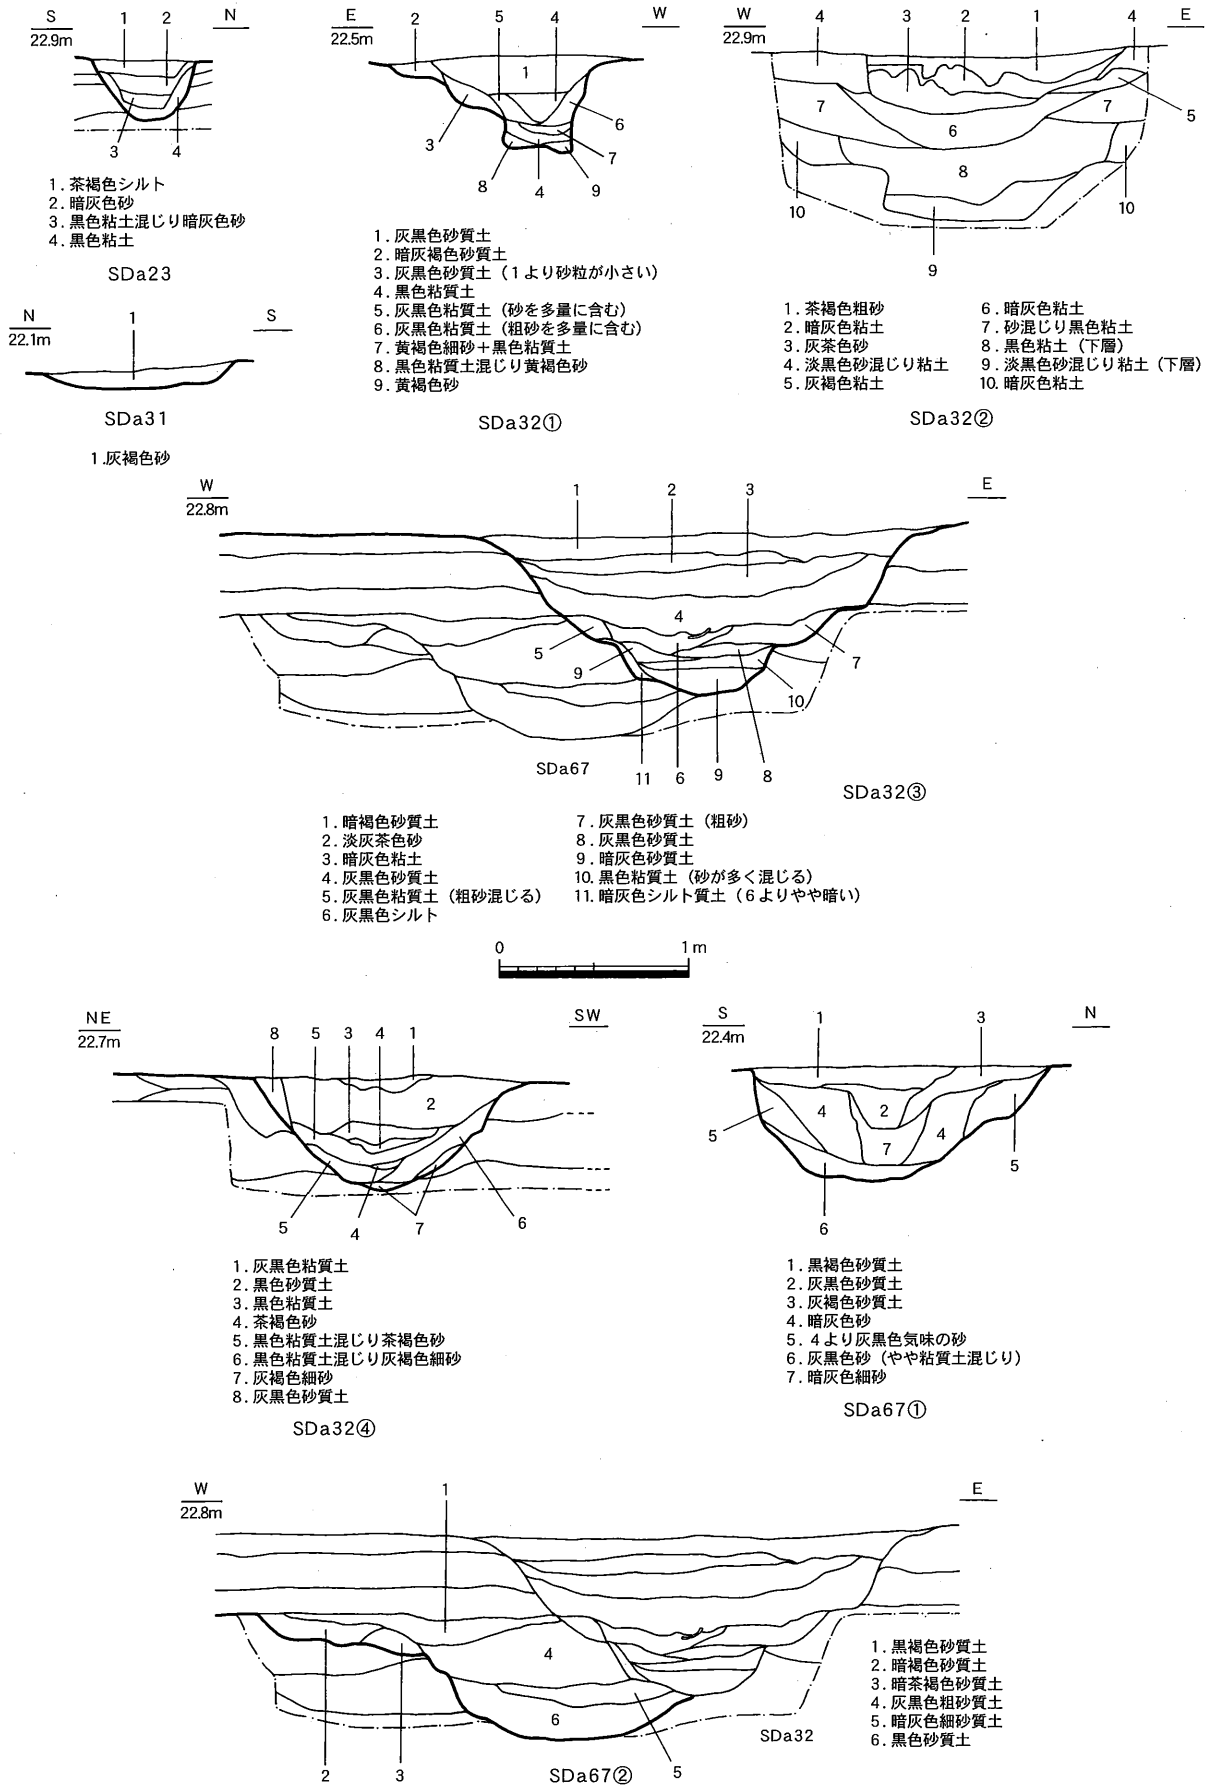 S 1 2 N
22.9m
3 4
1. 茶褐色シルト
2. 暗灰色砂
3. 黒色粘土混じり暗灰色砂
4. 黒色粘土
SDa23
N 1 S
22.1m
SDa31
1.灰褐色砂
E 2 5 4 W
22.5m
1
3 6
7
8 4 9
1. 灰黒色砂質土
2. 暗灰褐色砂質土
3. 灰黒色砂質土（1より砂粒が小さい）
4. 黒色粘質土
5. 灰黒色粘質土（砂を多量に含む）
6. 灰黒色粘質土（粗砂を多量に含む）
7. 黄褐色細砂＋黒色粘質土
8. 黒色粘質土混じり黄褐色砂
9. 黄褐色砂
SDa32①
W 4 3 2 1 4 E
22.9m
7 6 7 5
8
10 10
9
1. 茶褐色粗砂
2. 暗灰色粘土
3. 灰茶色砂
4. 淡黒色砂混じり粘土
5. 灰褐色粘土
6. 暗灰色粘土
7. 砂混じり黒色粘土
8. 黒色粘土（下層）
9. 淡黒色砂混じり粘土（下層）
10. 暗灰色粘土
SDa32②
W 1 2 3 E
22.8m
4
5 9 7
10
SDa67 11 6 9 8
SDa32③
1. 暗褐色砂質土
2. 淡灰茶色砂
3. 暗灰色粘土
4. 灰黒色砂質土
5. 灰黒色粘質土（粗砂混じる）
6. 灰黒色シルト
7. 灰黒色砂質土（粗砂）
8. 灰黒色砂質土
9. 暗灰色砂質土
10. 黒色粘質土（砂が多く混じる）
11. 暗灰色シルト質土（6よりやや暗い）
0 1m
NE 8 5 3 4 1 SW
22.7m
2
5 4 7 6
1. 灰黒色粘質土
2. 黒色砂質土
3. 黒色粘質土
4. 茶褐色砂
5. 黒色粘質土混じり茶褐色砂
6. 黒色粘質土混じり灰褐色細砂
7. 灰褐色細砂
8. 灰黒色砂質土
SDa32④
S 1 3 N
22.4m
4 2
5 7 4 5
6
1. 黒褐色砂質土
2. 灰黒色砂質土
3. 灰褐色砂質土
4. 暗灰色砂
5. 4より灰黒色気味の砂
6. 灰黒色砂（やや粘質土混じり）
7. 暗灰色細砂
SDa67①
W 1 E
22.8m
4
6
SDa32
2 3 5
SDa67②
1. 黒褐色砂質土
2. 暗褐色砂質土
3. 暗茶褐色砂質土
4. 灰黒色粗砂質土
5. 暗灰色細砂質土
6. 黒色砂質土